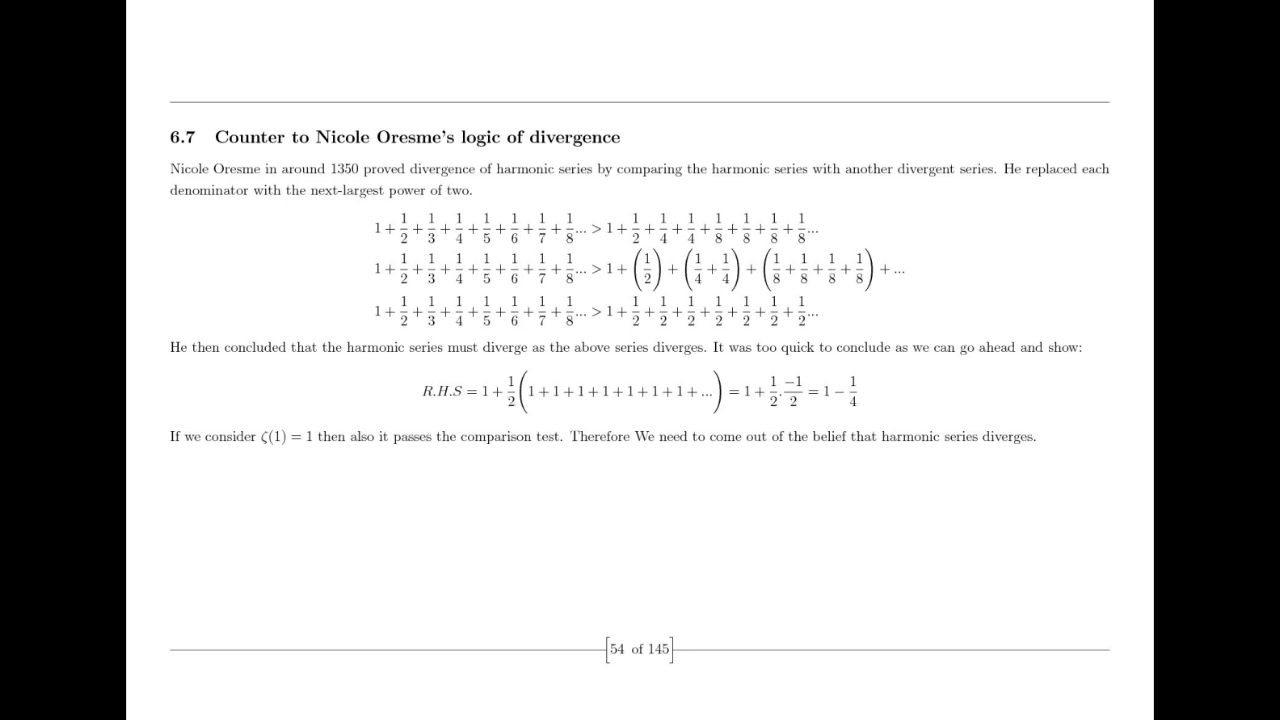 6.7 Counter to Nicole Oresme's logic of divergence
Nicole Oresme in around 1350 proved divergence of harmonic series by comparing the harmonic series with another divergent series. He replaced each
denominator with the next-largest power of two.
1 + 1/2 + 1/3 + 1/4 + 1/5 + 1/6 + 1/7 + 1/8... > 1 + 1/2 + 1/4 + 1/4 + 1/8 + 1/8 + 1/8 + 1/8...
1 + 1/2 + 1/3 + 1/4 + 1/5 + 1/6 + 1/7 + 1/8... > 1 + (1/2) + (1/4 + 1/4) + (1/8 + 1/8 + 1/8 + 1/8) + ...
1 + 1/2 + 1/3 + 1/4 + 1/5 + 1/6 + 1/7 + 1/8... > 1 + 1/2 + 1/2 + 1/2 + 1/2 + 1/2 + 1/2 + 1/2...
He then concluded that the harmonic series must diverge as the above series diverges. It was too quick to conclude as we can go ahead and show:
R.H.S = 1 + 1/2 (1 + 1 + 1 + 1 + 1 + 1 + 1 + ...) = 1 + 1/2 . -1/2 = 1 - 1/4
If we consider ζ(1) = 1 then also it passes the comparison test. Therefore We need to come out of the belief that harmonic series diverges.
[54 of 145]